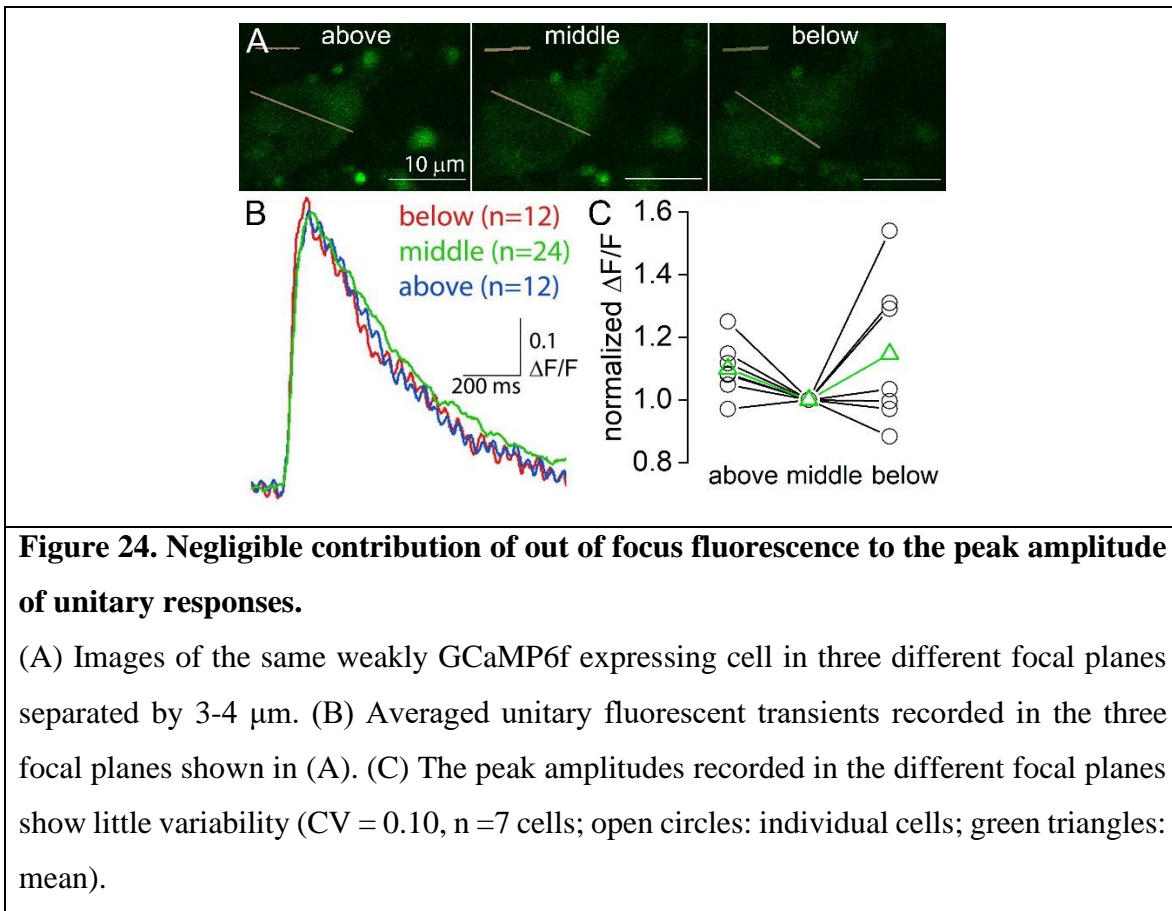 A above middle below
10 μm
B
below (n=12)
middle (n=24)
above (n=12)
0.1
ΔF/F
200 ms
C
normalized ΔF/F
1.6
1.4
1.2
1.0
0.8
above middle below
Figure 24. Negligible contribution of out of focus fluorescence to the peak amplitude
of unitary responses.
(A) Images of the same weakly GCaMP6f expressing cell in three different focal planes
separated by 3-4 μm. (B) Averaged unitary fluorescent transients recorded in the three
focal planes shown in (A). (C) The peak amplitudes recorded in the different focal planes
show little variability (CV = 0.10, n =7 cells; open circles: individual cells; green triangles:
mean).